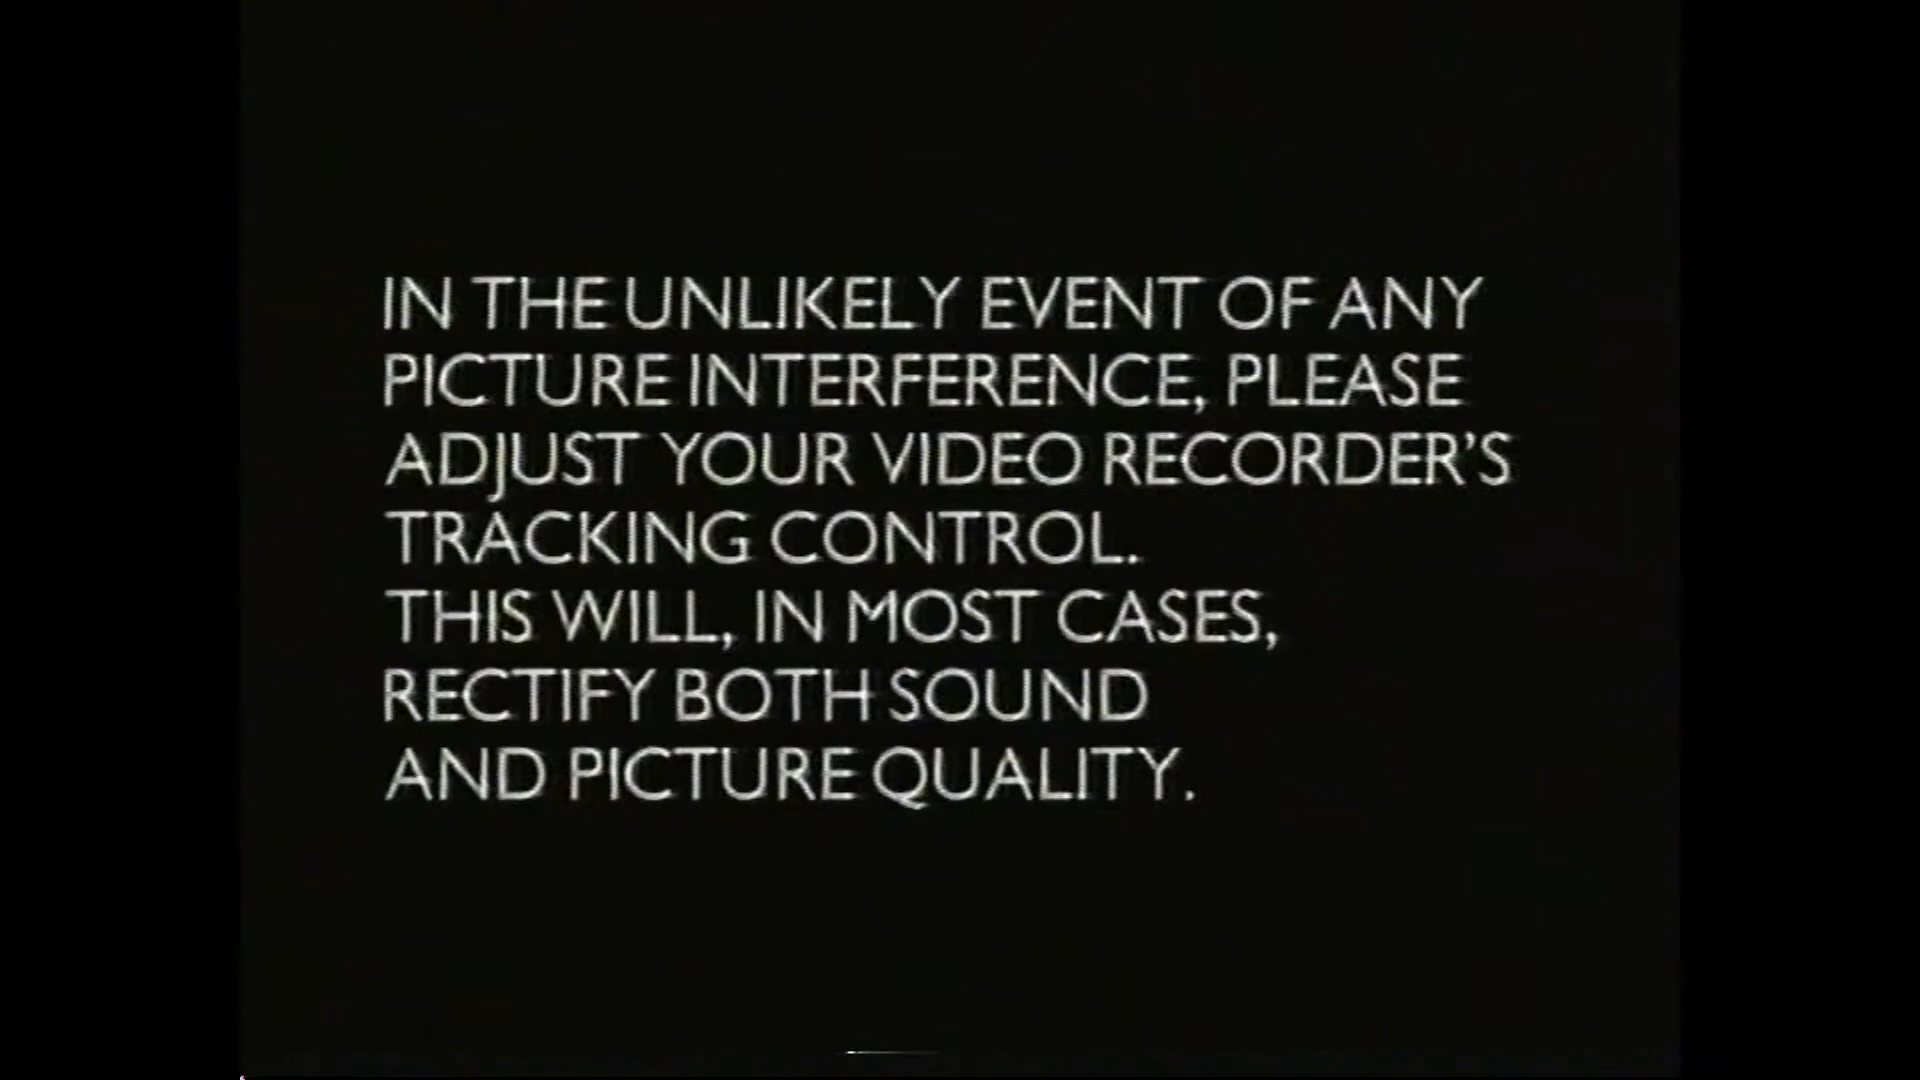 IN THE UNLIKELY EVENT OF ANY
PICTURE INTERFERENCE, PLEASE
ADJUST YOUR VIDEO RECORDER'S
TRACKING CONTROL.
THIS WILL, IN MOST CASES,
RECTIFY BOTH SOUND
AND PICTURE QUALITY.